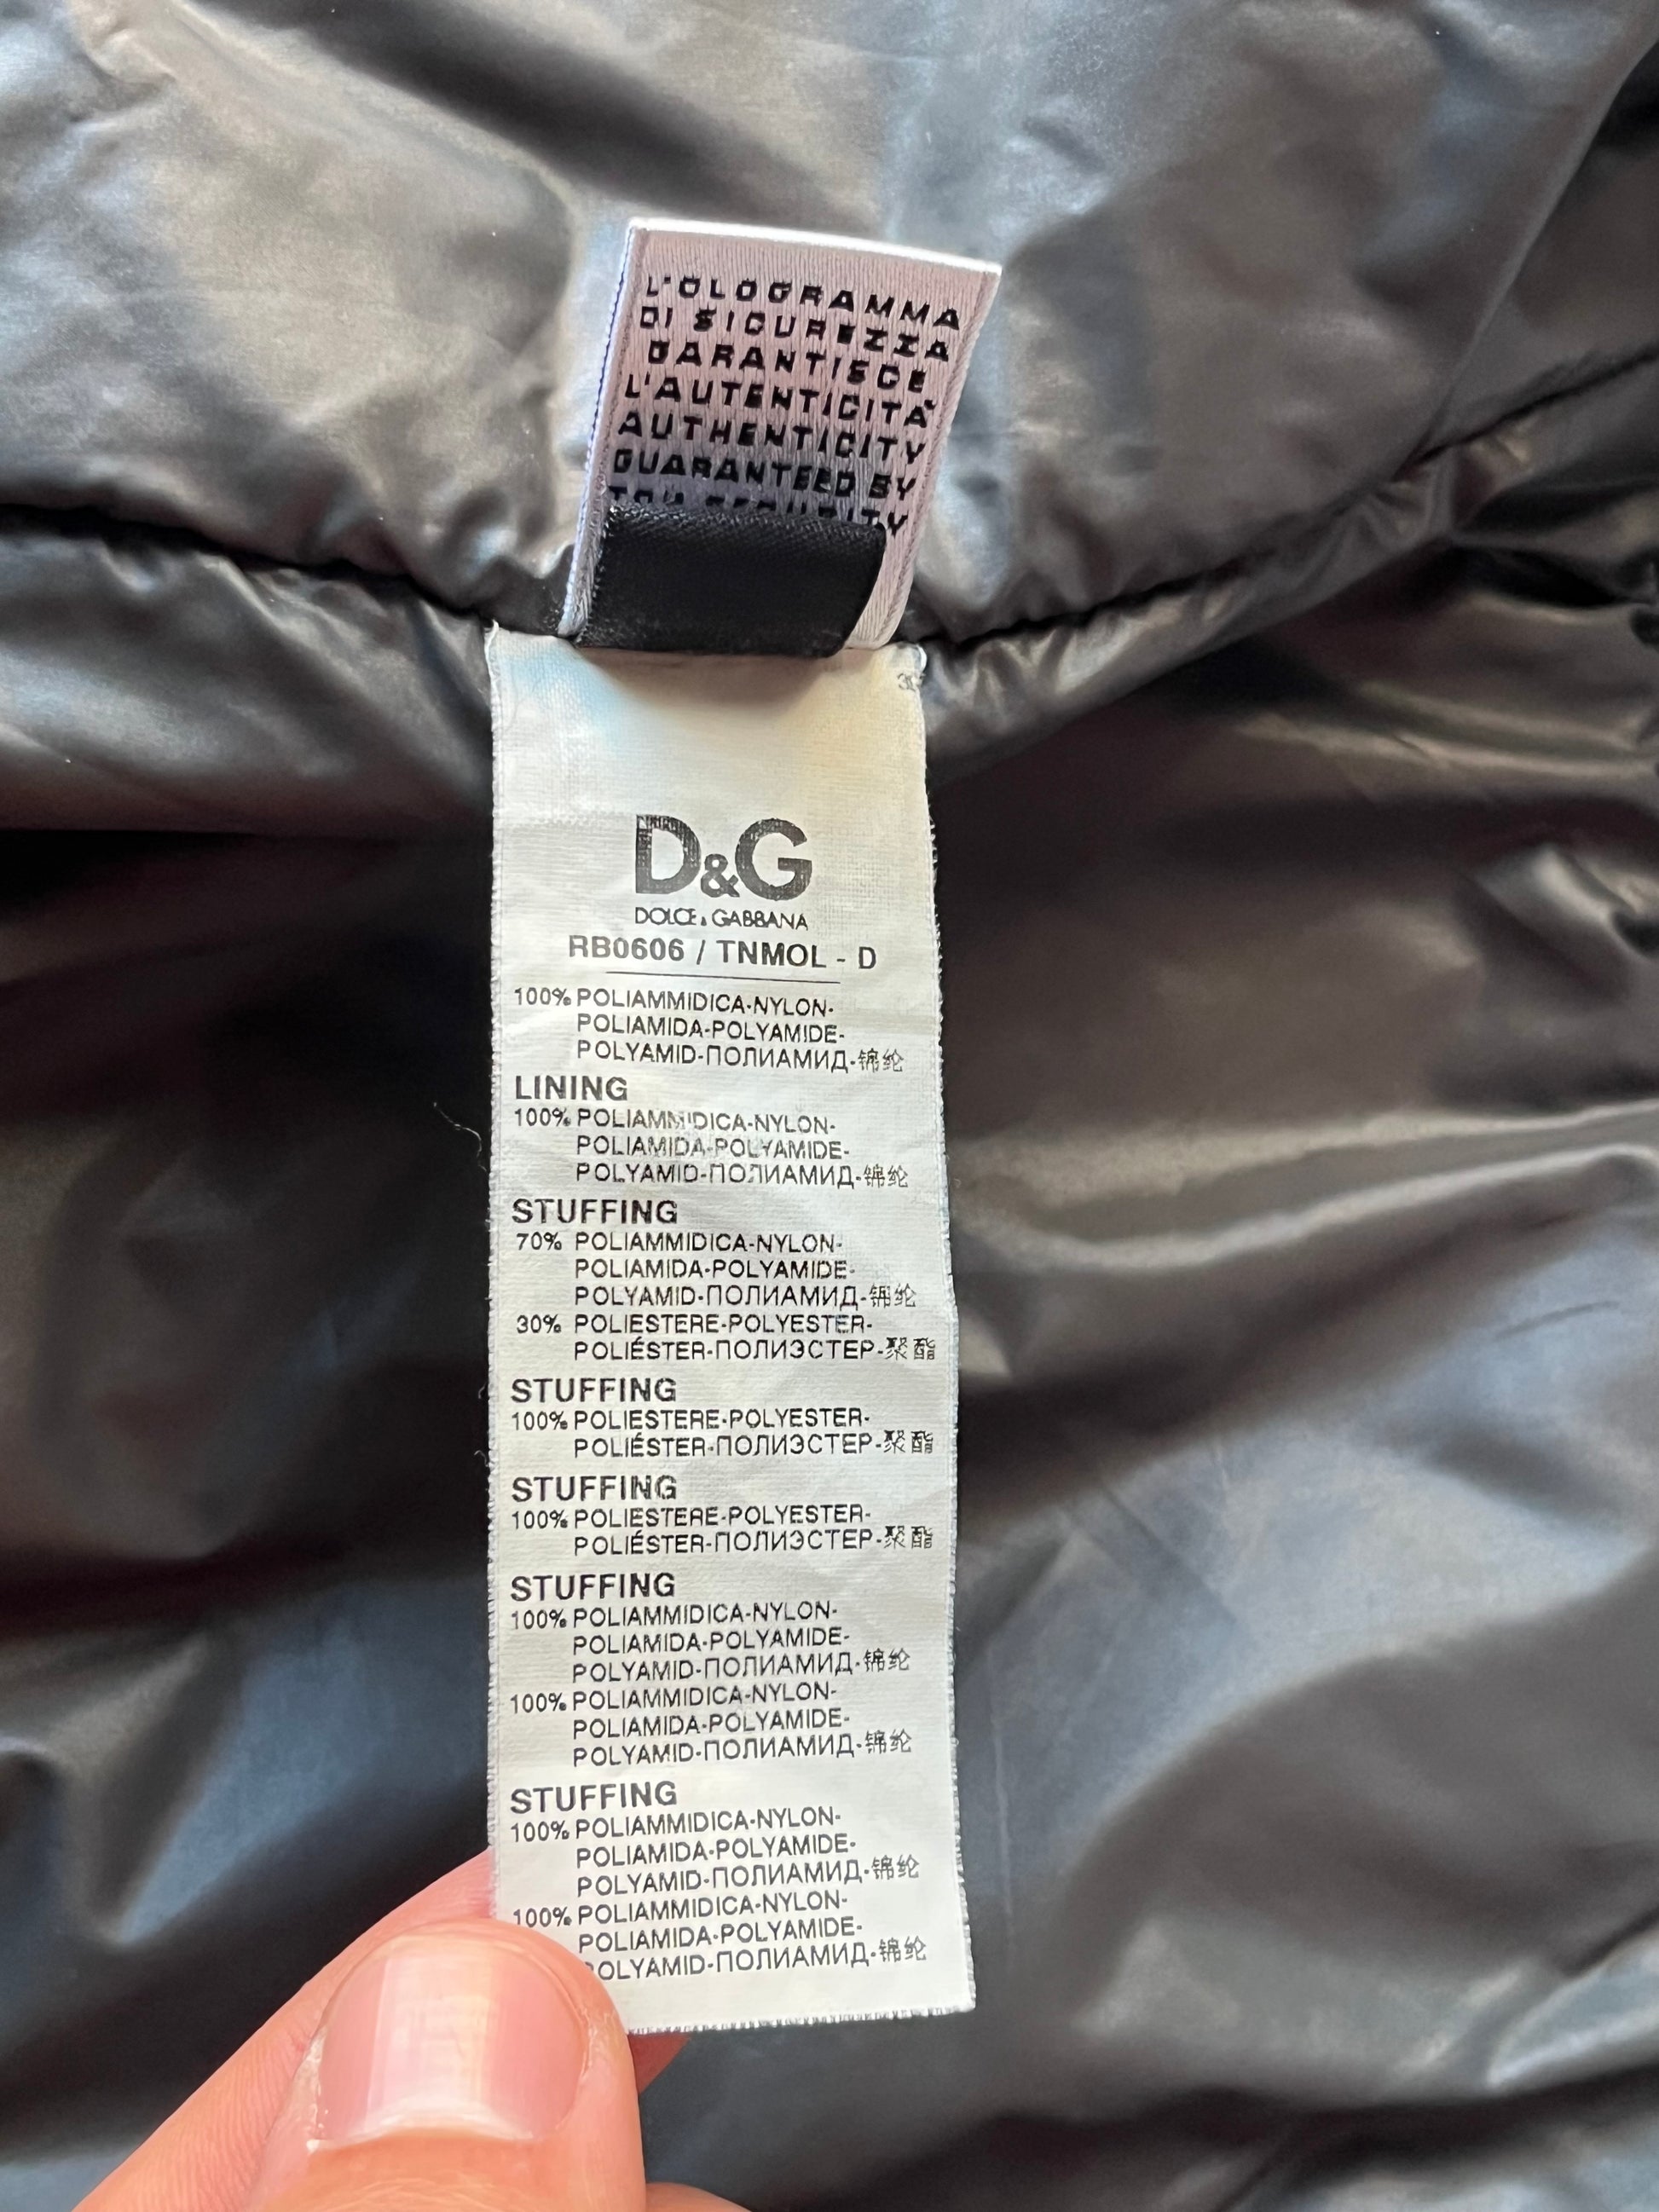 L'OLOGRAMMA
DI SICUREZZA
GARANTISCE
L'AUTENTICITÀ
AUTHENTICITY
GUARANTEED BY
D&G
DOLCE & GABBANA
RB0606 / TNMOL - D
100% POLIAMMIDICA-NYLON-
POLIAMIDA-POLYAMIDE-
POLYAMID-ПОЛИАМИД-锦纶
LINING
100% POLIAMMIDICA-NYLON-
POLIAMIDA-POLYAMIDE-
POLYAMID-ПОЛИАМИД-锦纶
STUFFING
70% POLIAMMIDICA-NYLON-
POLIAMIDA-POLYAMIDE-
POLYAMID-ПОЛИАМИД-锦纶
30% POLIESTERE-POLYESTER-
POLIÉSTER-ПОЛИЭСТЕР-聚酯
STUFFING
100% POLIESTERE-POLYESTER-
POLIÉSTER-ПОЛИЭСТЕР-聚酯
STUFFING
100% POLIESTERE-POLYESTER-
POLIÉSTER-ПОЛИЭСТЕР-聚酯
STUFFING
100% POLIAMMIDICA-NYLON-
POLIAMIDA-POLYAMIDE-
POLYAMID-ПОЛИАМИД-锦纶
100% POLIAMMIDICA-NYLON-
POLIAMIDA-POLYAMIDE-
POLYAMID-ПОЛИАМИД-锦纶
STUFFING
100% POLIAMMIDICA-NYLON-
POLIAMIDA-POLYAMIDE-
POLYAMID-ПОЛИАМИД-锦纶
100% POLIAMMIDICA-NYLON-
POLIAMIDA-POLYAMIDE-
POLYAMID-ПОЛИАМИД-锦纶